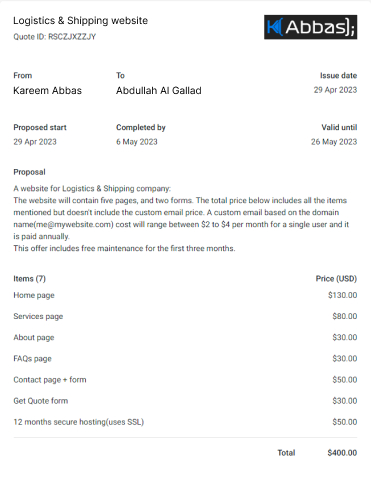 Logistics & Shipping website
Quote ID: RSCZJXZZJY
Abbas];
From
To
Issue date
Kareem Abbas
Abdullah Al Gallad
29 Apr 2023
Proposed start
Completed by
Valid until
29 Apr 2023
6 May 2023
26 May 2023
Proposal
A website for Logistics & Shipping company:
The website will contain five pages, and two forms. The total price below includes all the items
mentioned but doesn't include the custom email price. A custom email based on the domain
name(me@mywebsite.com) cost will range between $2 to $4 per month for a single user and it
is paid annually.
This offer includes free maintenance for the first three months.
Items (7)
Price (USD)
Home page
$130.00
Services page
$80.00
About page
$30.00
FAQs page
$30.00
Contact page + form
$50.00
Get Quote form
$30.00
12 months secure hosting(uses SSL)
$50.00
Total
$400.00